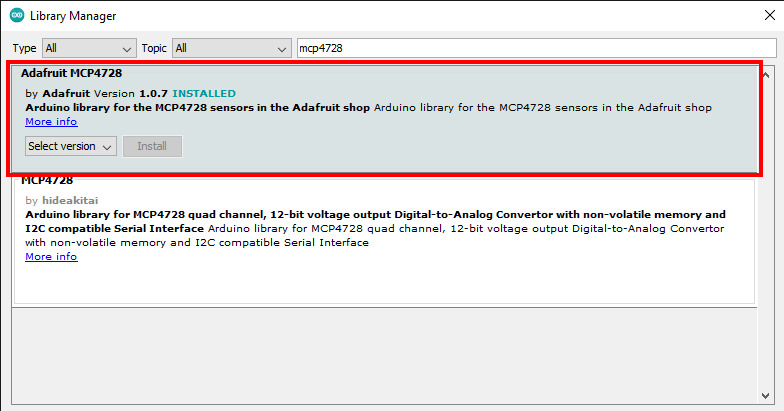 Library Manager
Type All Topic All mcp4728
Adafruit MCP4728
by Adafruit Version 1.0.7 INSTALLED
Arduino library for the MCP4728 sensors in the Adafruit shop Arduino library for the MCP4728 sensors in the Adafruit shop
More info
Select version Install
MCP4728
by hideakitai
Arduino library for MCP4728 quad channel, 12-bit voltage output Digital-to-Analog Convertor with non-volatile memory and
I2C compatible Serial Interface Arduino library for MCP4728 quad channel, 12-bit voltage output Digital-to-Analog Convertor
with non-volatile memory and I2C compatible Serial Interface
More info